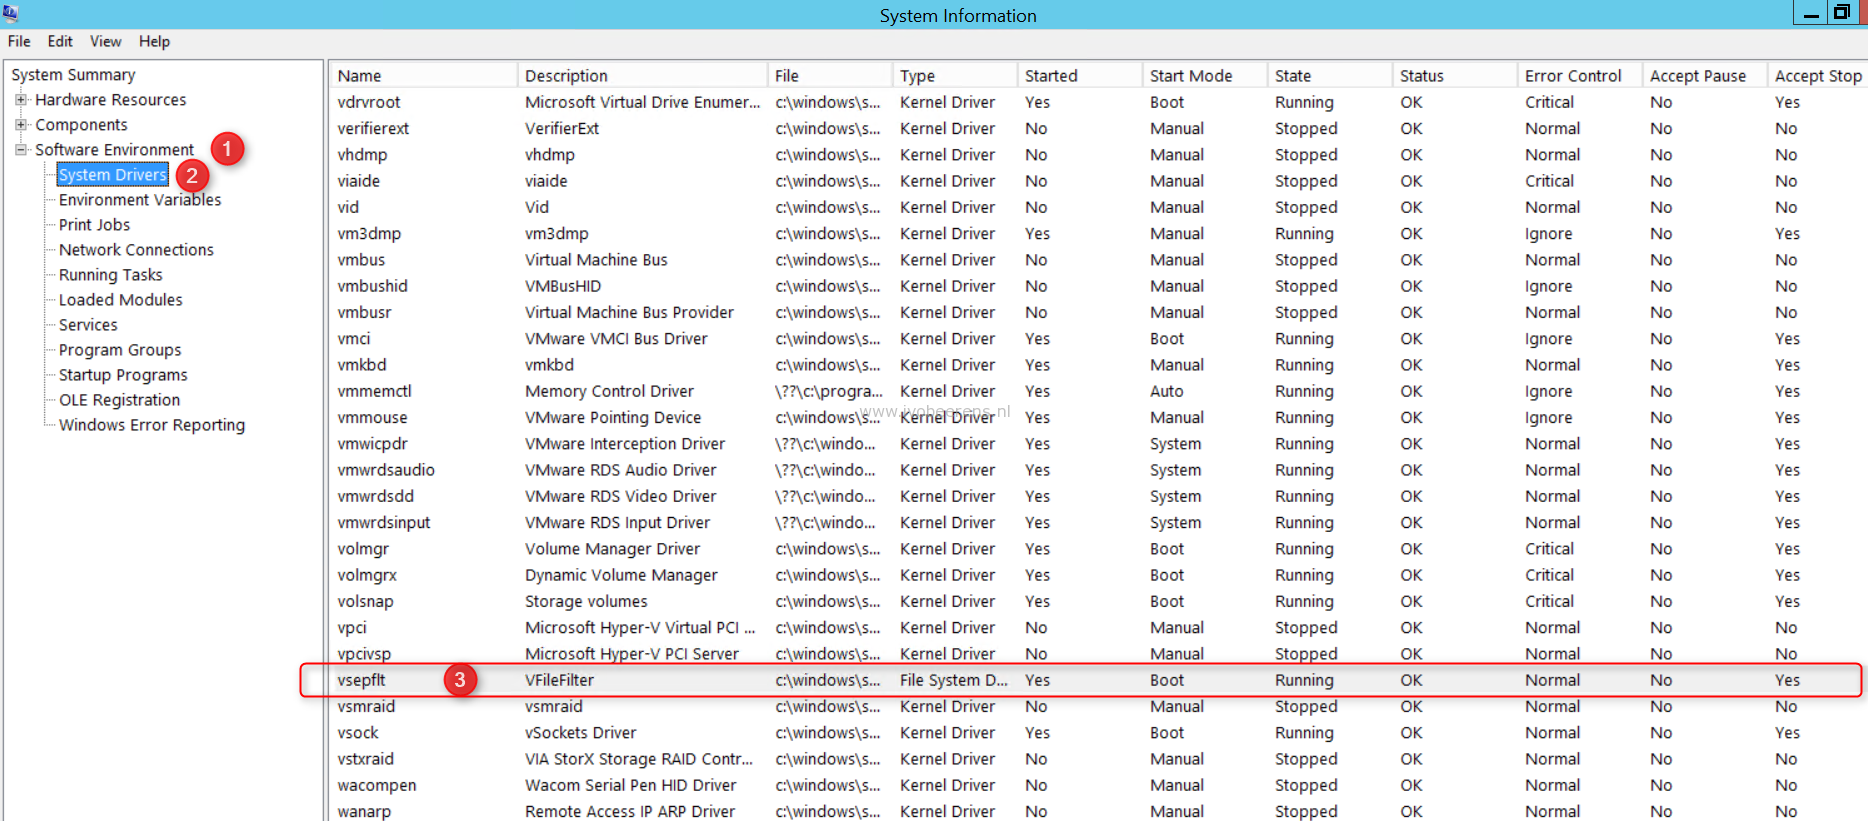 System Information
File Edit View Help
System Summary
Hardware Resources
Components
Software Environment 1
System Drivers 2
Environment Variables
Print Jobs
Network Connections
Running Tasks
Loaded Modules
Services
Program Groups
Startup Programs
OLE Registration
Windows Error Reporting
Name Description File Type Started Start Mode State Status Error Control Accept Pause Accept Stop
vdrvroot Microsoft Virtual Drive Enumer... c:\windows\s... Kernel Driver Yes Boot Running OK Critical No Yes
verifierext VerifierExt c:\windows\s... Kernel Driver No Manual Stopped OK Normal No No
vhdmp vhdmp c:\windows\s... Kernel Driver No Manual Stopped OK Normal No No
viaide viaide c:\windows\s... Kernel Driver No Manual Stopped OK Critical No No
vid Vid c:\windows\s... Kernel Driver No Manual Stopped OK Normal No No
vm3dmp vm3dmp c:\windows\s... Kernel Driver Yes Manual Running OK Ignore No Yes
vmbus Virtual Machine Bus c:\windows\s... Kernel Driver No Manual Stopped OK Normal No No
vmbushid VMBusHID c:\windows\s... Kernel Driver No Manual Stopped OK Ignore No No
vmbusr Virtual Machine Bus Provider c:\windows\s... Kernel Driver No Manual Stopped OK Normal No No
vmci VMware VMCI Bus Driver c:\windows\s... Kernel Driver Yes Boot Running OK Ignore No Yes
vmkbd vmkbd c:\windows\s... Kernel Driver Yes Manual Running OK Normal No Yes
vmmemctl Memory Control Driver \??\c:\progra... Kernel Driver Yes Auto Running OK Ignore No Yes
www.ivobeerens.nl
vmmouse VMware Pointing Device c:\windows\s... Kernel Driver Yes Manual Running OK Ignore No Yes
vmwicpdr VMware Interception Driver \??\c:\windo... Kernel Driver Yes System Running OK Normal No Yes
vmwrdsaudio VMware RDS Audio Driver \??\c:\windo... Kernel Driver Yes System Running OK Normal No Yes
vmwrdsdd VMware RDS Video Driver \??\c:\windo... Kernel Driver Yes System Running OK Normal No Yes
vmwrdsinput VMware RDS Input Driver \??\c:\windo... Kernel Driver Yes System Running OK Normal No Yes
volmgr Volume Manager Driver c:\windows\s... Kernel Driver Yes Boot Running OK Critical No Yes
volmgrx Dynamic Volume Manager c:\windows\s... Kernel Driver Yes Boot Running OK Critical No Yes
volsnap Storage volumes c:\windows\s... Kernel Driver Yes Boot Running OK Critical No Yes
vpci Microsoft Hyper-V Virtual PCI ... c:\windows\s... Kernel Driver No Manual Stopped OK Normal No No
vpcivsp Microsoft Hyper-V PCI Server c:\windows\s... Kernel Driver No Manual Stopped OK Normal No No
vsepflt 3 VFileFilter c:\windows\s... File System D... Yes Boot Running OK Normal No Yes
vsmraid vsmraid c:\windows\s... Kernel Driver No Manual Stopped OK Normal No No
vsock vSockets Driver c:\windows\s... Kernel Driver Yes Boot Running OK Normal No Yes
vstxraid VIA StorX Storage RAID Contr... c:\windows\s... Kernel Driver No Manual Stopped OK Normal No No
wacompen Wacom Serial Pen HID Driver c:\windows\s... Kernel Driver No Manual Stopped OK Normal No No
wanarp Remote Access IP ARP Driver c:\windows\s... Kernel Driver No Manual Stopped OK Normal No No